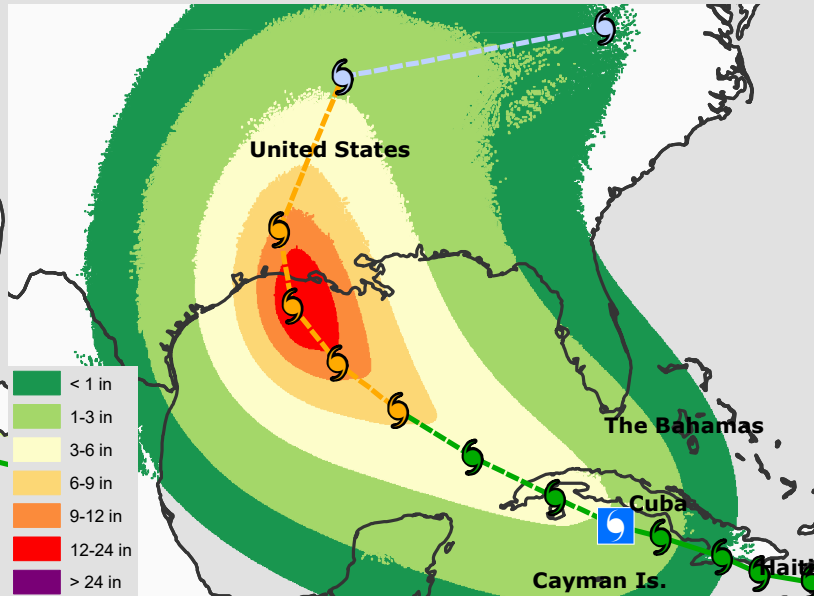 United States
The Bahamas
Cuba
Haiti
Cayman Is.
< 1 in
1-3 in
3-6 in
6-9 in
9-12 in
12-24 in
> 24 in